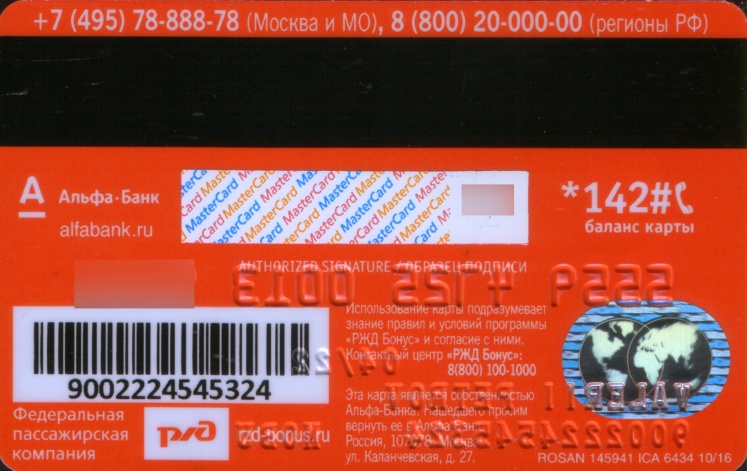 +7 (495) 78-888-78 (Москва и МО), 8 (800) 20-000-00 (регионы РФ)
MasterCard MasterCard MasterCard
А Альфа·Банк
alfabank.ru
*142#
баланс карты
AUTHORIZED SIGNATURE / ОБРАЗЕЦ ПОДПИСИ
Использование карты подразумевает
знание правил и условий программы
«РЖД Бонус» и согласие с ними.
Контактный центр «РЖД Бонус»:
8(800) 100-1000
9002224545324
Эта карта является собственностью
Альфа-Банка. Нашедшего просим
вернуть ее в Альфа-Банк:
Россия, 107078, Москва,
ул. Каланчевская, д. 27.
Федеральная
пассажирская
компания
РЖД
rzd-bonus.ru
ROSAN 145941 ICA 6434 10/16